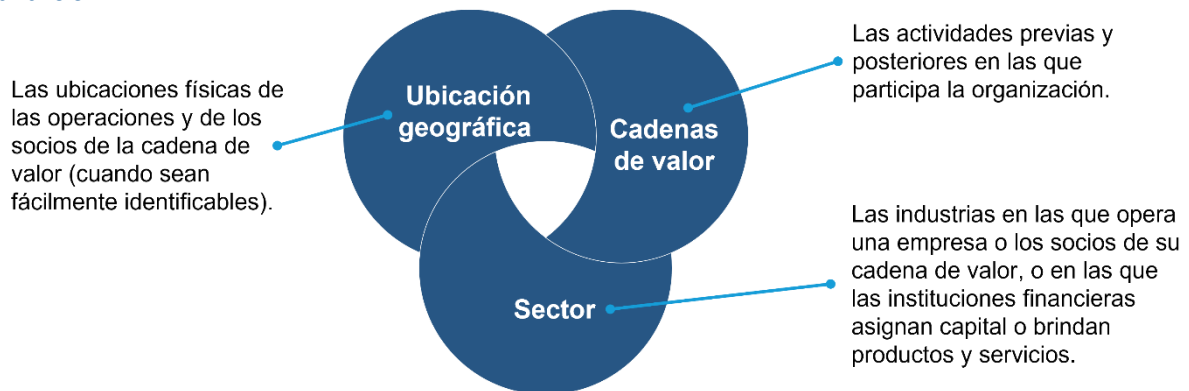 Las ubicaciones físicas de
las operaciones y de los
socios de la cadena de
valor (cuando sean
fácilmente identificables).
Ubicación
geográfica
Cadenas
de valor
Las actividades previas y
posteriores en las que
participa la organización.
Sector
Las industrias en las que opera
una empresa o los socios de su
cadena de valor, o en las que
las instituciones financieras
asignan capital o brindan
productos y servicios.